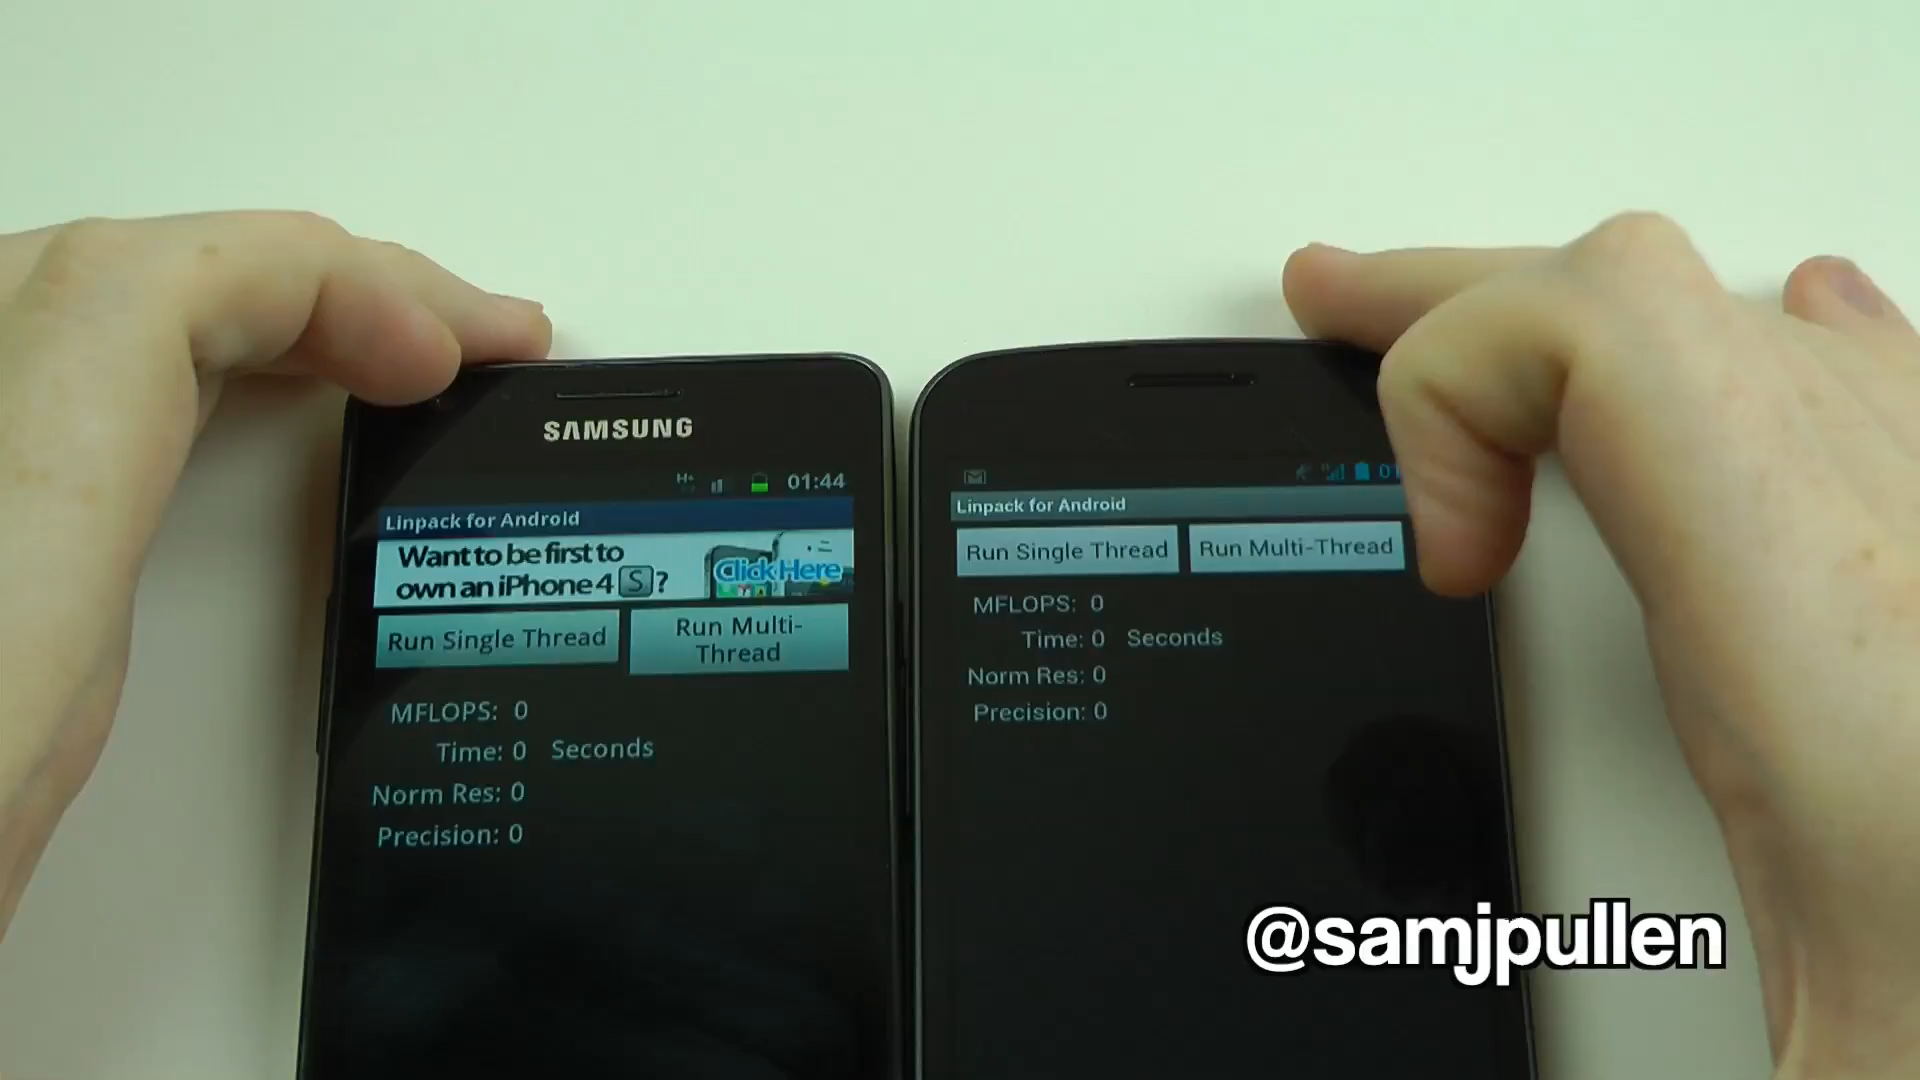 SAMSUNG
H+ 01:44
Linpack for Android
Want to be first to
own an iPhone 4 S?
Click Here
Run Single Thread
Run Multi-
Thread
MFLOPS: 0
Time: 0 Seconds
Norm Res: 0
Precision: 0
Linpack for Android
Run Single Thread
Run Multi-Thread
MFLOPS: 0
Time: 0 Seconds
Norm Res: 0
Precision: 0
@samjpullen